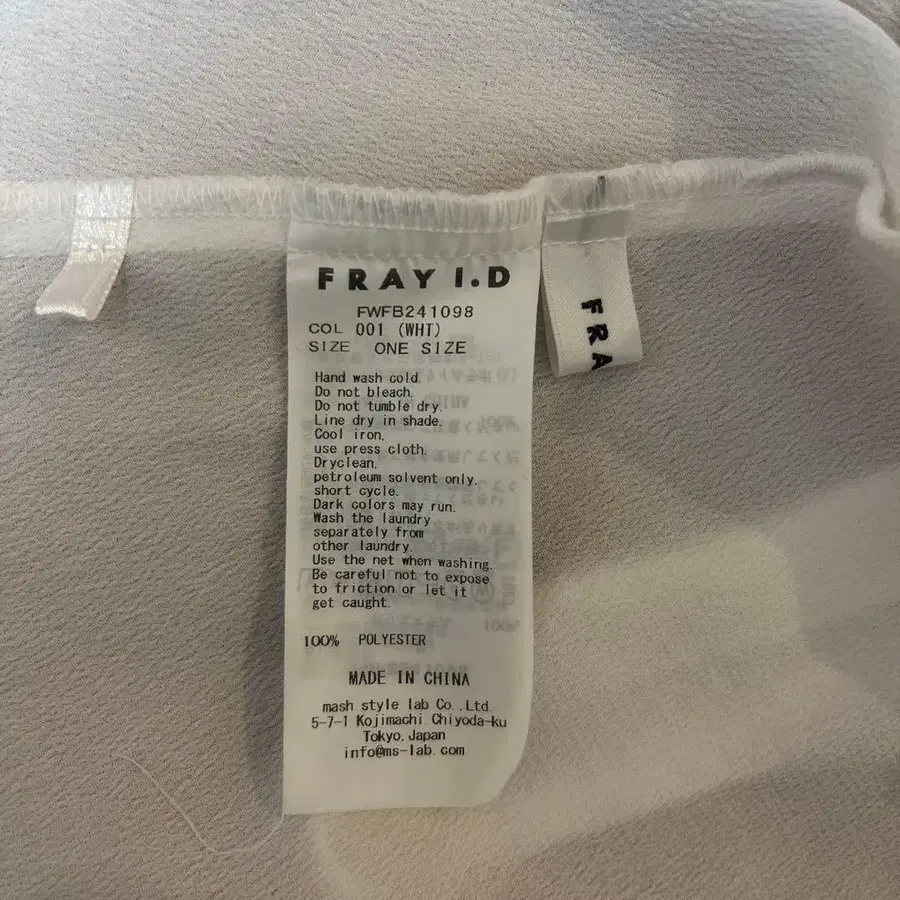 FRAY I.D
FWFB241098
COL 001 (WHT)
SIZE ONE SIZE
Hand wash cold.
Do not bleach.
Do not tumble dry.
Line dry in shade.
Cool iron,
use press cloth.
Dryclean,
petroleum solvent only.
short cycle.
Dark colors may run.
Wash the laundry
separately from
other laundry.
Use the net when washing.
Be careful not to expose
to friction or let it
get caught.
100% POLYESTER
MADE IN CHINA
mash style lab Co.,Ltd.
5-7-1 Kojimachi Chiyoda-ku
Tokyo.Japan
info@ms-lab.com
FRA